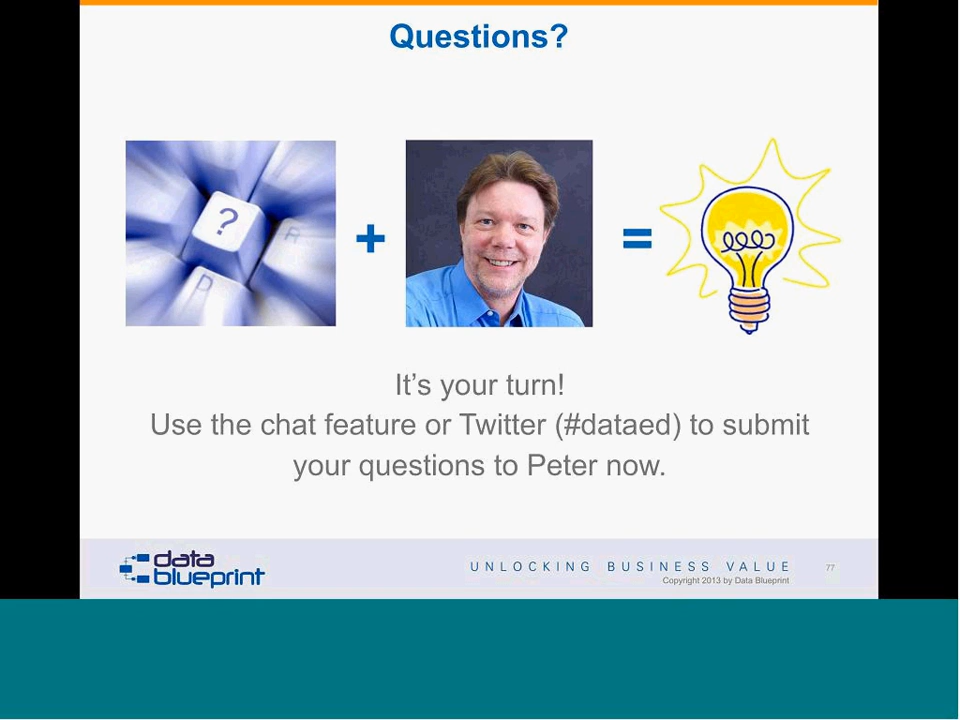 Questions?
?
R
D
+
=
It's your turn!
Use the chat feature or Twitter (#dataed) to submit
your questions to Peter now.
data
blueprint
UNLOCKING BUSINESS VALUE
77
Copyright 2013 by Data Blueprint